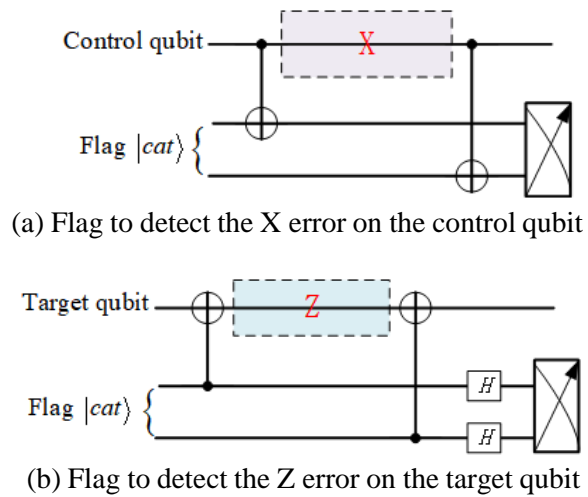 Control qubit
X
Flag |cat⟩ {
(a) Flag to detect the X error on the control qubit
Target qubit
Z
Flag |cat⟩ {
H
H
(b) Flag to detect the Z error on the target qubit